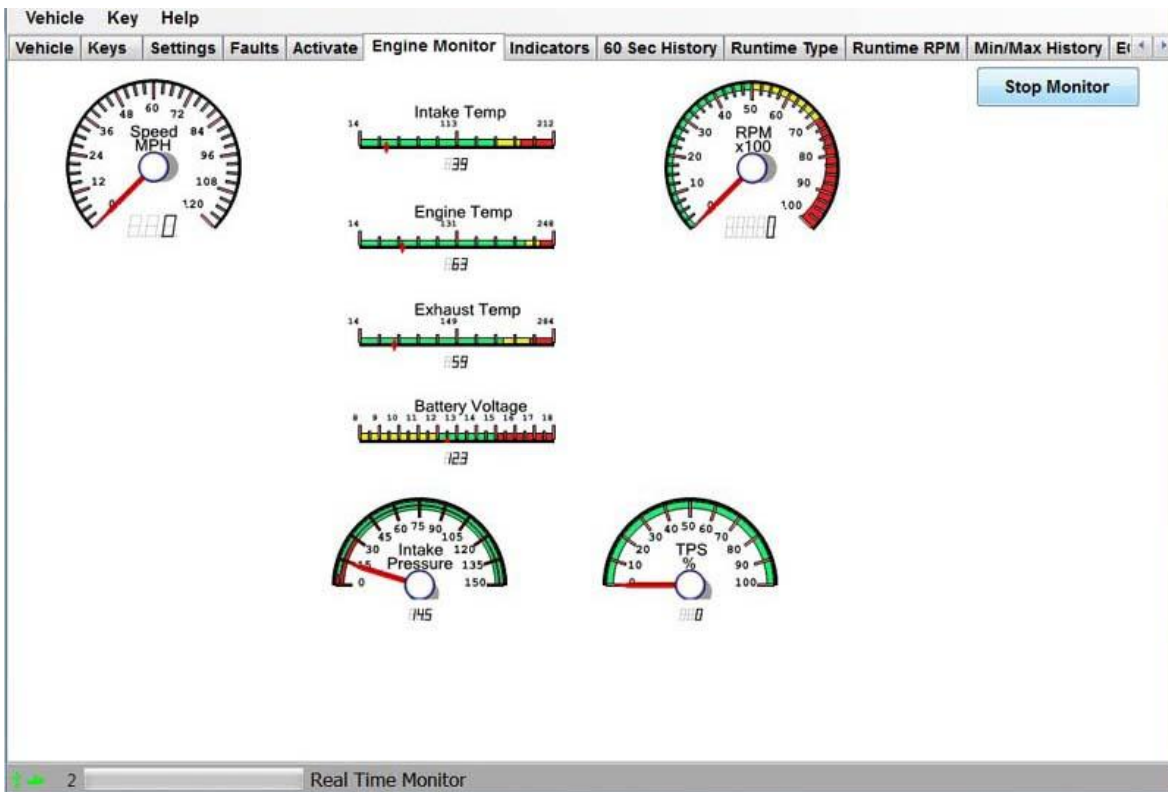 Vehicle Key Help
Vehicle Keys Settings Faults Activate Engine Monitor Indicators 60 Sec History Runtime Type Runtime RPM Min/Max History
Stop Monitor
0 12 24 36 48 60 72 84 96 108 120
Speed
MPH
0
Intake Temp
14 113 212
39
Engine Temp
14 131 248
63
Exhaust Temp
14 149 284
59
Battery Voltage
8 9 10 11 12 13 14 15 16 17 18
12.3
10 20 30 40 50 60 70 80 90 100
RPM
x100
0
0 15 30 45 60 75 90 105 120 135 150
Intake
Pressure
14.5
0 10 20 30 40 50 60 70 80 90 100
TPS
%
0
2 Real Time Monitor